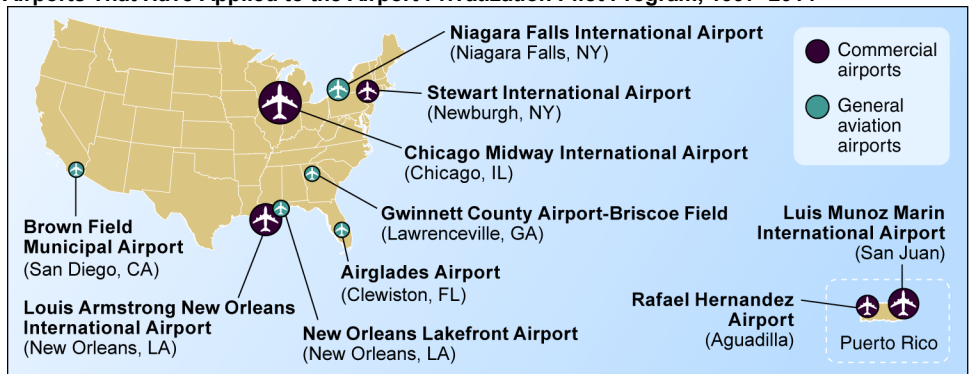 Niagara Falls International Airport
(Niagara Falls, NY)
Stewart International Airport
(Newburgh, NY)
Chicago Midway International Airport
(Chicago, IL)
Gwinnett County Airport-Briscoe Field
(Lawrenceville, GA)
Airglades Airport
(Clewiston, FL)
New Orleans Lakefront Airport
(New Orleans, LA)
Brown Field
Municipal Airport
(San Diego, CA)
Louis Armstrong New Orleans
International Airport
(New Orleans, LA)
Commercial
airports
General
aviation
airports
Luis Munoz Marin
International Airport
(San Juan)
Rafael Hernandez
Airport
(Aguadilla)
Puerto Rico